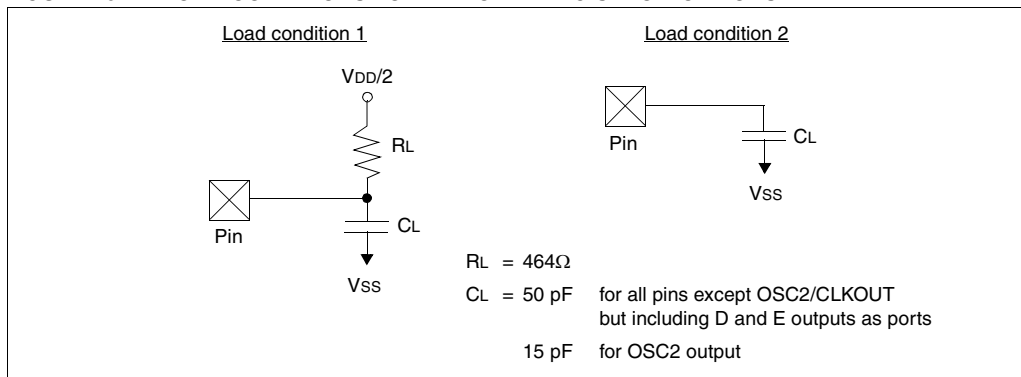 Load condition 1
Load condition 2
VDD/2
RL
Pin
CL
VSS
Pin
CL
VSS
RL = 464Ω
CL = 50 pF for all pins except OSC2/CLKOUT
but including D and E outputs as ports
15 pF for OSC2 output